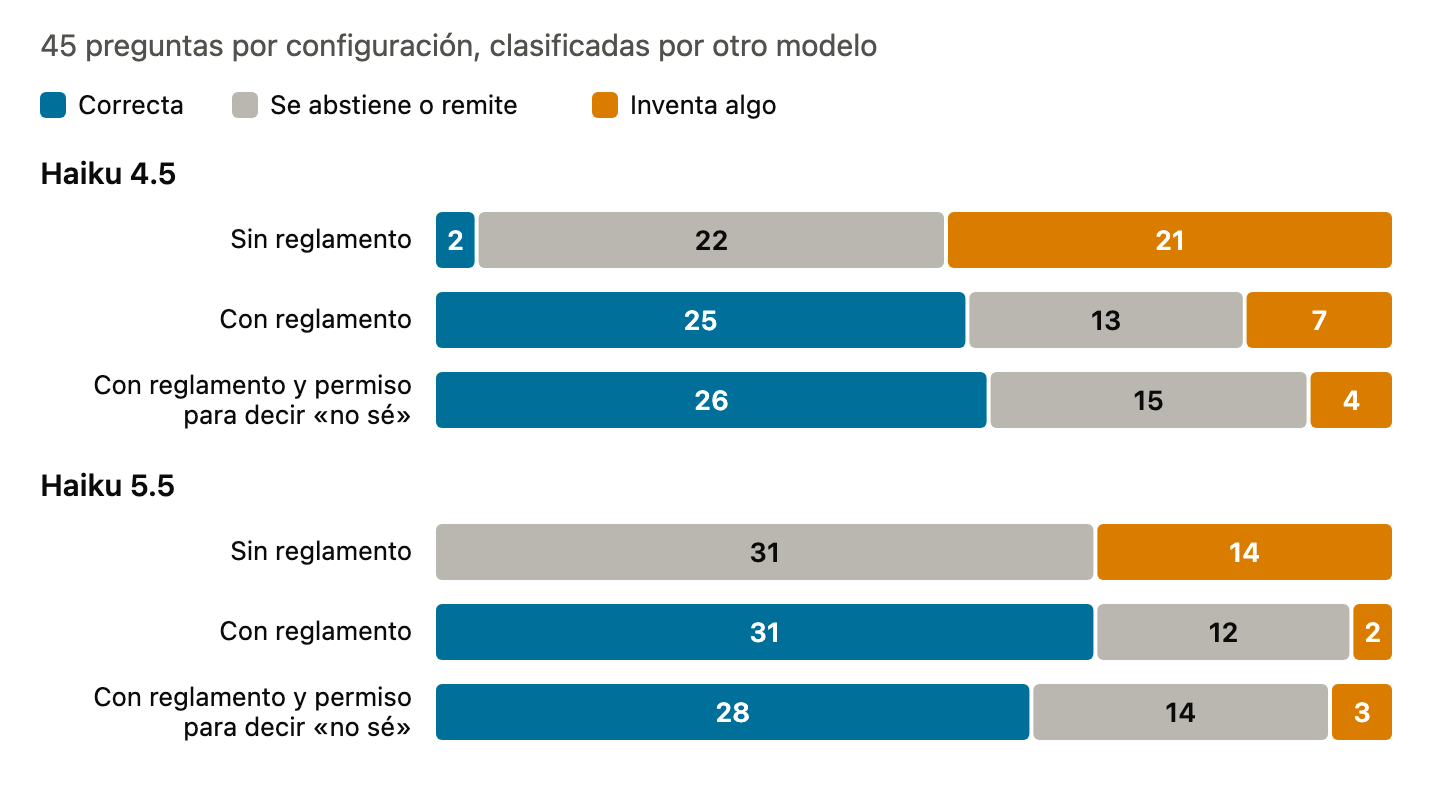 45 preguntas por configuración, clasificadas por otro modelo
Correcta
Se abstiene o remite
Inventa algo
Haiku 4.5
Sin reglamento
2
22
21
Con reglamento
25
13
7
Con reglamento y permiso
para decir «no sé»
26
15
4
Haiku 5.5
Sin reglamento
31
14
Con reglamento
31
12
2
Con reglamento y permiso
para decir «no sé»
28
14
3